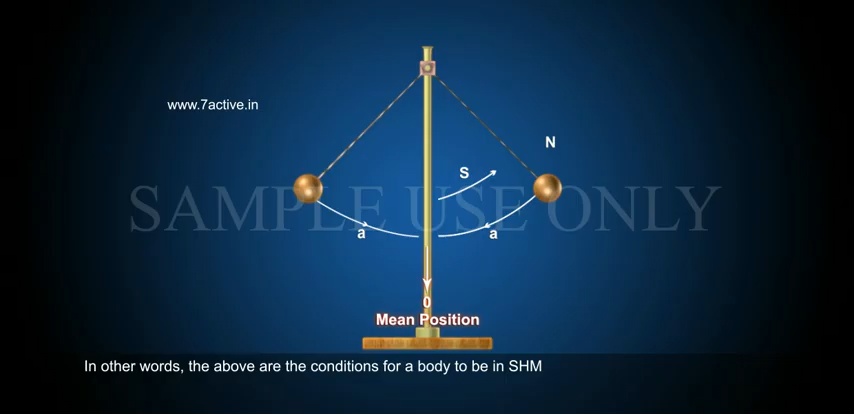 www.7active.in
N
S
SAMPLE USE ONLY
a
a
0
Mean Position
In other words, the above are the conditions for a body to be in SHM